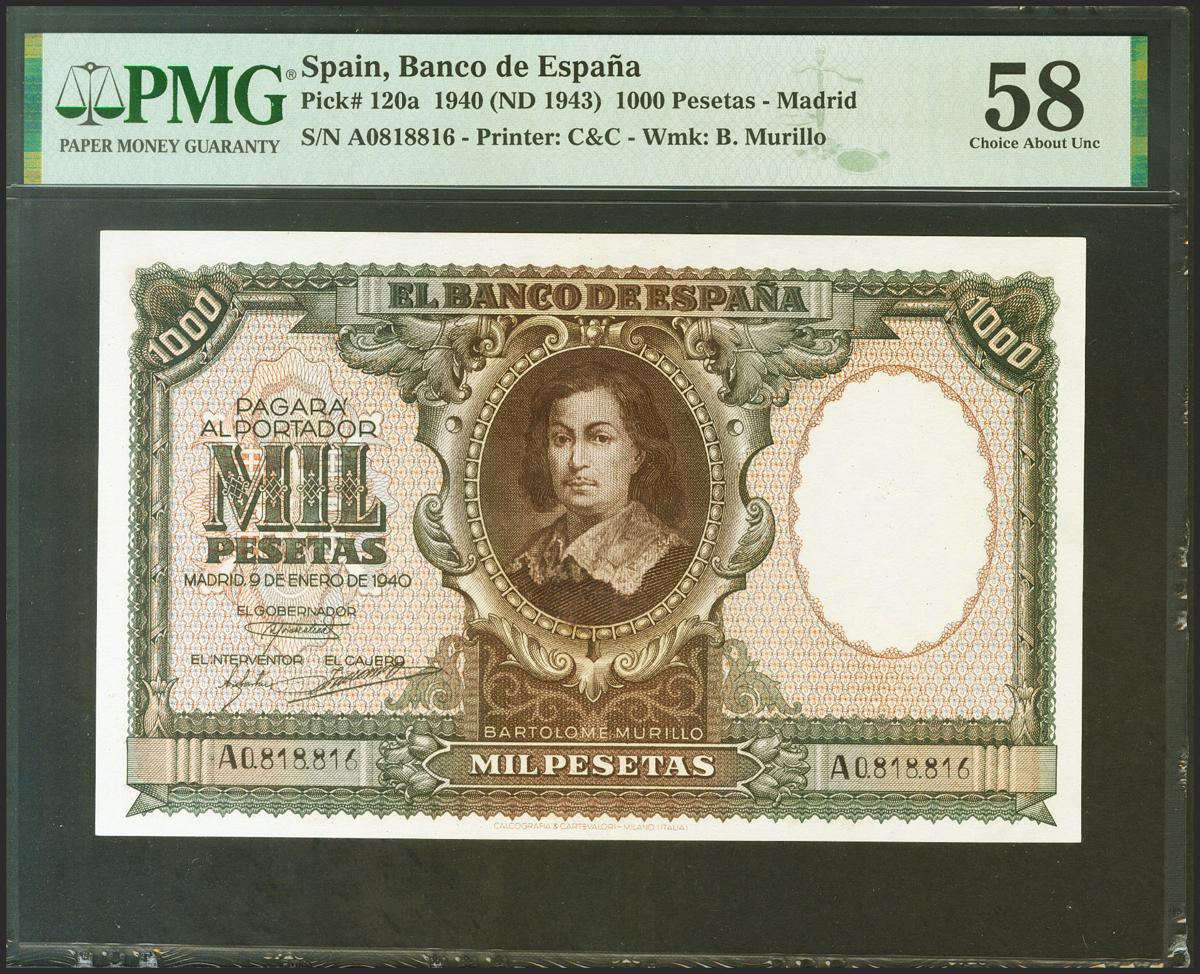 PMG®
PAPER MONEY GUARANTY
Spain, Banco de España
Pick# 120a 1940 (ND 1943) 1000 Pesetas - Madrid
S/N A0818816 - Printer: C&C - Wmk: B. Murillo
58
Choice About Unc
EL BANCO DE ESPAÑA
1000
1000
PAGARÁ
AL PORTADOR
MIL
PESETAS
MADRID, 9 DE ENERO DE 1940
EL GOBERNADOR
EL INTERVENTOR EL CAJERO
BARTOLOME MURILLO
A0.818.816
MIL PESETAS
A0.818.816
CALCOGRAFIA & CARTEVALORI - MILANO (ITALIA)